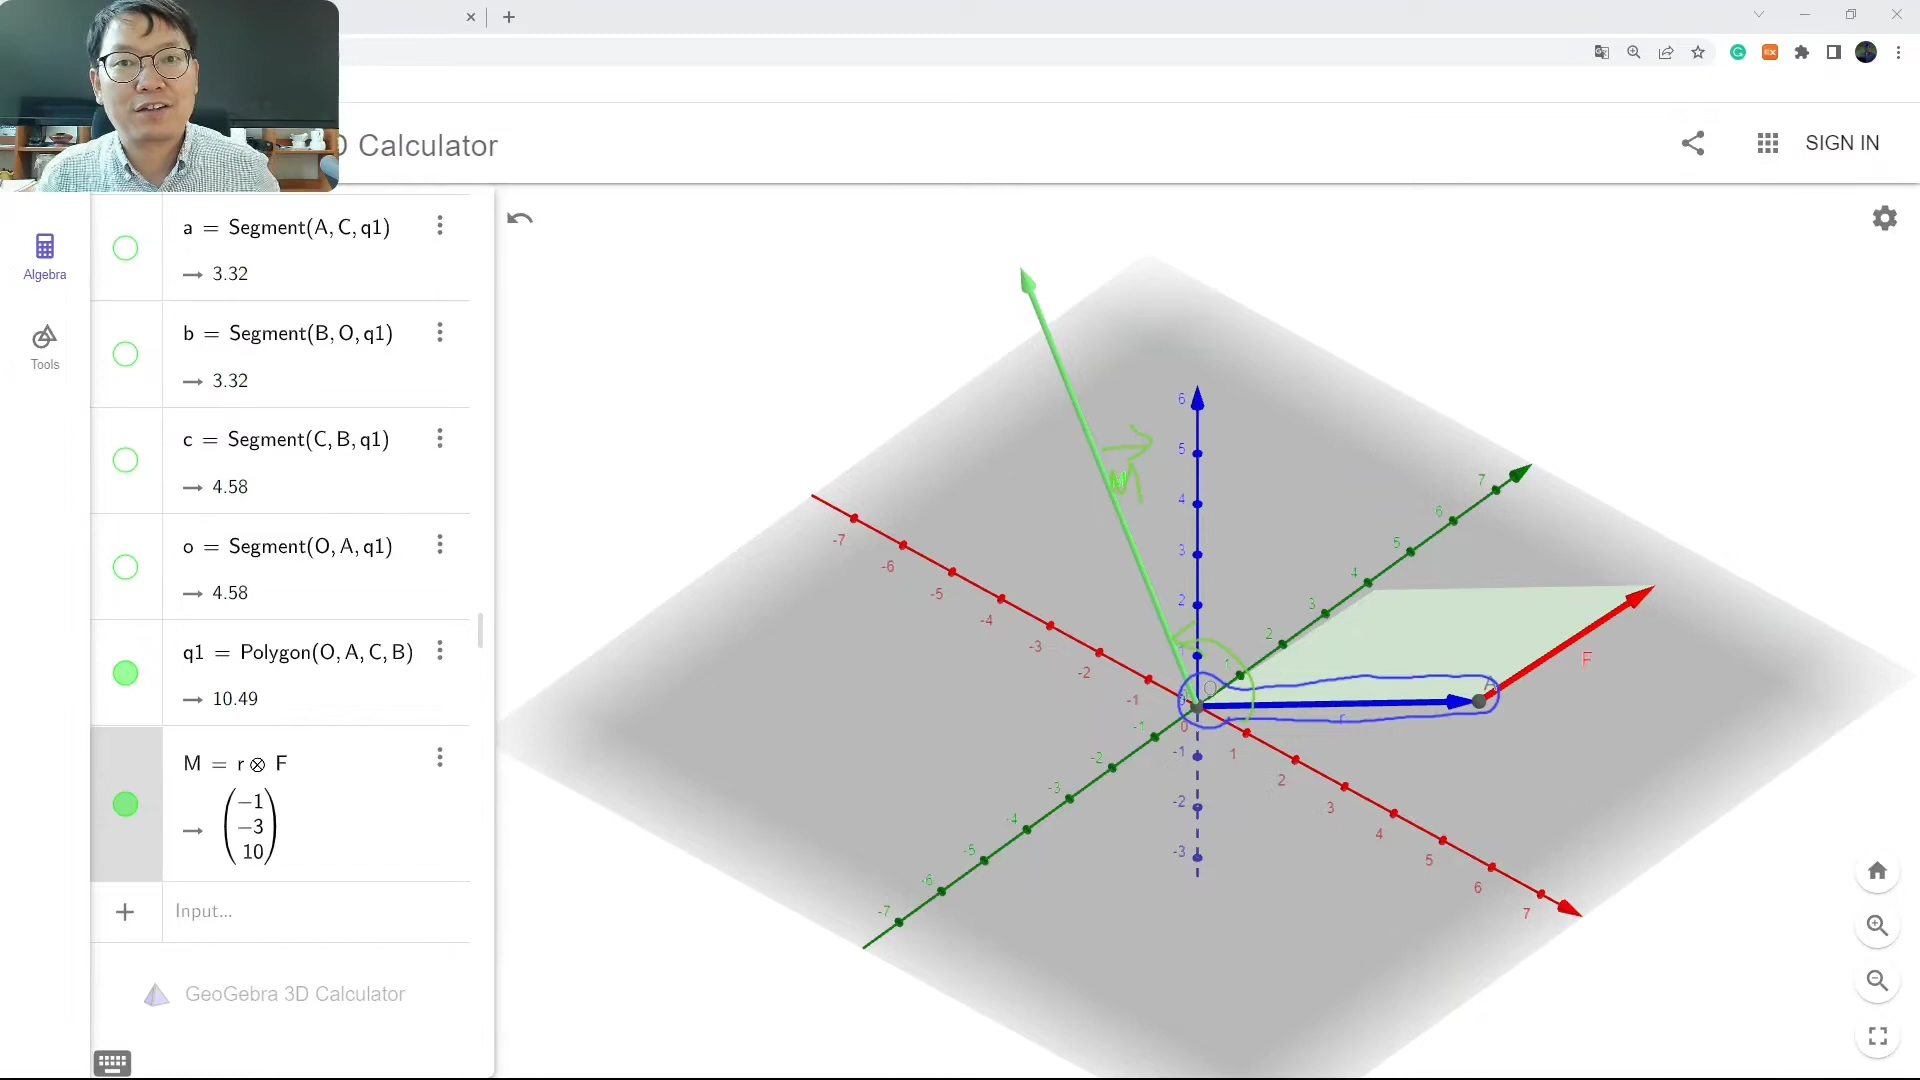 D Calculator
SIGN IN
Algebra
Tools
a = Segment(A, C, q1)
→ 3.32
b = Segment(B, O, q1)
→ 3.32
c = Segment(C, B, q1)
→ 4.58
o = Segment(O, A, q1)
→ 4.58
q1 = Polygon(O, A, C, B)
→ 10.49
M = r ⊗ F
→ (−1
−3
10)
Input...
GeoGebra 3D Calculator
6
5
4
3
2
1
0
-1
-2
-3
-7
-6
-5
-4
-3
-2
-1
0
1
2
3
4
5
6
7
7
6
5
4
3
2
1
-1
-2
-3
-4
-5
-6
-7
M
O
A
r
F